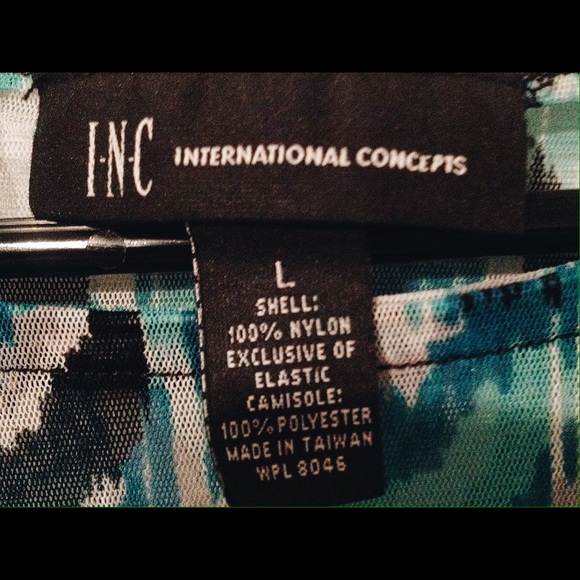 I·N·C INTERNATIONAL CONCEPTS
L
SHELL:
100% NYLON
EXCLUSIVE OF
ELASTIC
CAMISOLE:
100% POLYESTER
MADE IN TAIWAN
WPL 8046